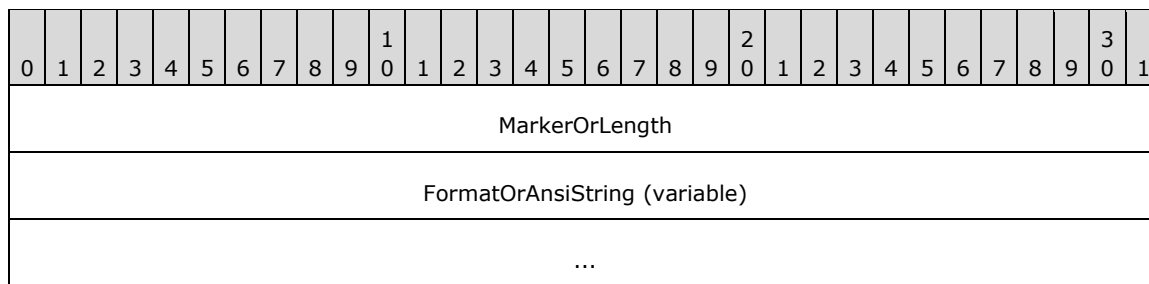 1 2 3
0 1 2 3 4 5 6 7 8 9 0 1 2 3 4 5 6 7 8 9 0 1 2 3 4 5 6 7 8 9 0 1
MarkerOrLength
FormatOrAnsiString (variable)
...